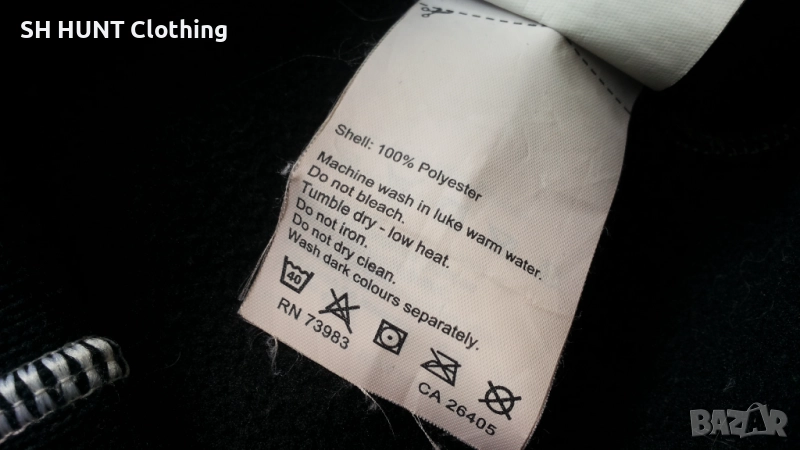 SH HUNT Clothing
Shell: 100% Polyester
Machine wash in luke warm water.
Do not bleach.
Tumble dry - low heat.
Do not iron.
Do not dry clean.
Wash dark colours separately.
40
RN 73983
CA 26405
BAZAR